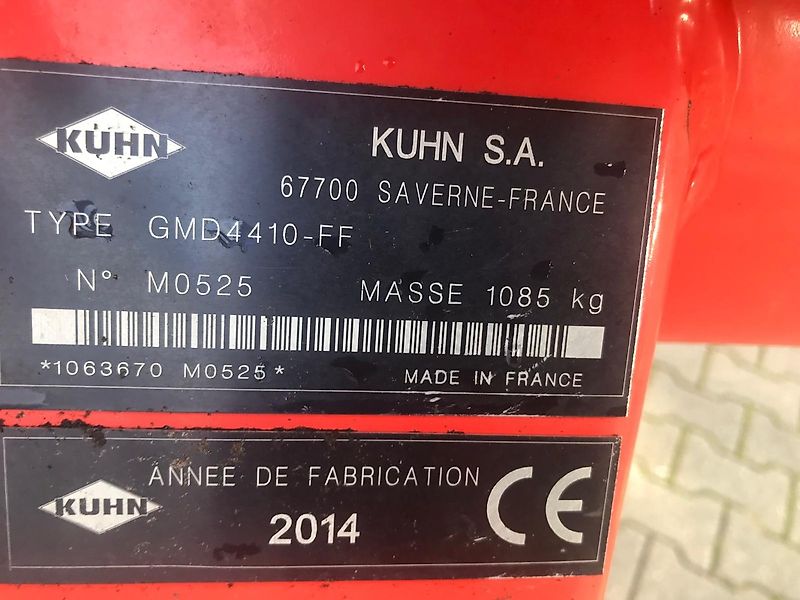 KUHN
KUHN S.A.
67700 SAVERNE-FRANCE
TYPE GMD4410-FF
N° M0525 MASSE 1085 kg
*1063670 M0525*
MADE IN FRANCE
KUHN
ANNEE DE FABRICATION
2014
CE